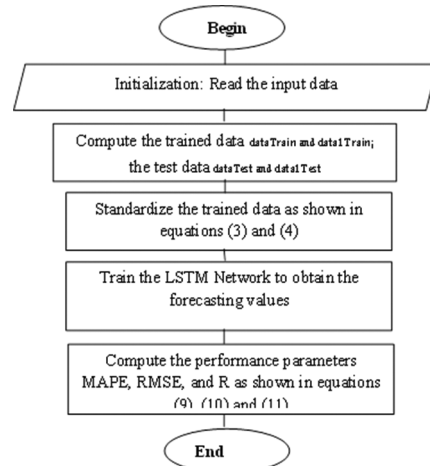 Begin
Initialization: Read the input data
Compute the trained data dataTrain and data1Train;
the test data dataTest and data1Test
Standardize the trained data as shown in
equations (3) and (4)
Train the LSTM Network to obtain the
forecasting values
Compute the performance parameters
MAPE, RMSE, and R as shown in equations
(9), (10) and (11)
End